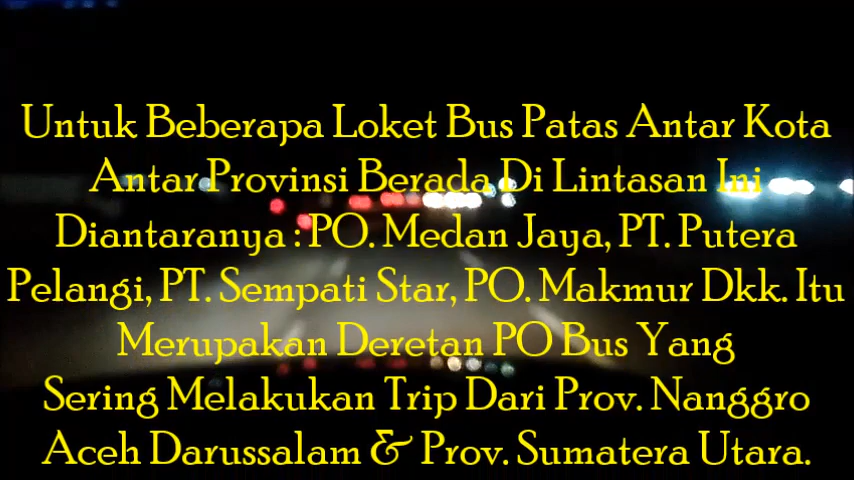 Untuk Beberapa Loket Bus Patas Antar Kota
Antar Provinsi Berada Di Lintasan Ini
Diantaranya : PO. Medan Jaya, PT. Putera
Pelangi, PT. Sempati Star, PO. Makmur Dkk. Itu
Merupakan Deretan PO Bus Yang
Sering Melakukan Trip Dari Prov. Nanggro
Aceh Darussalam & Prov. Sumatera Utara.